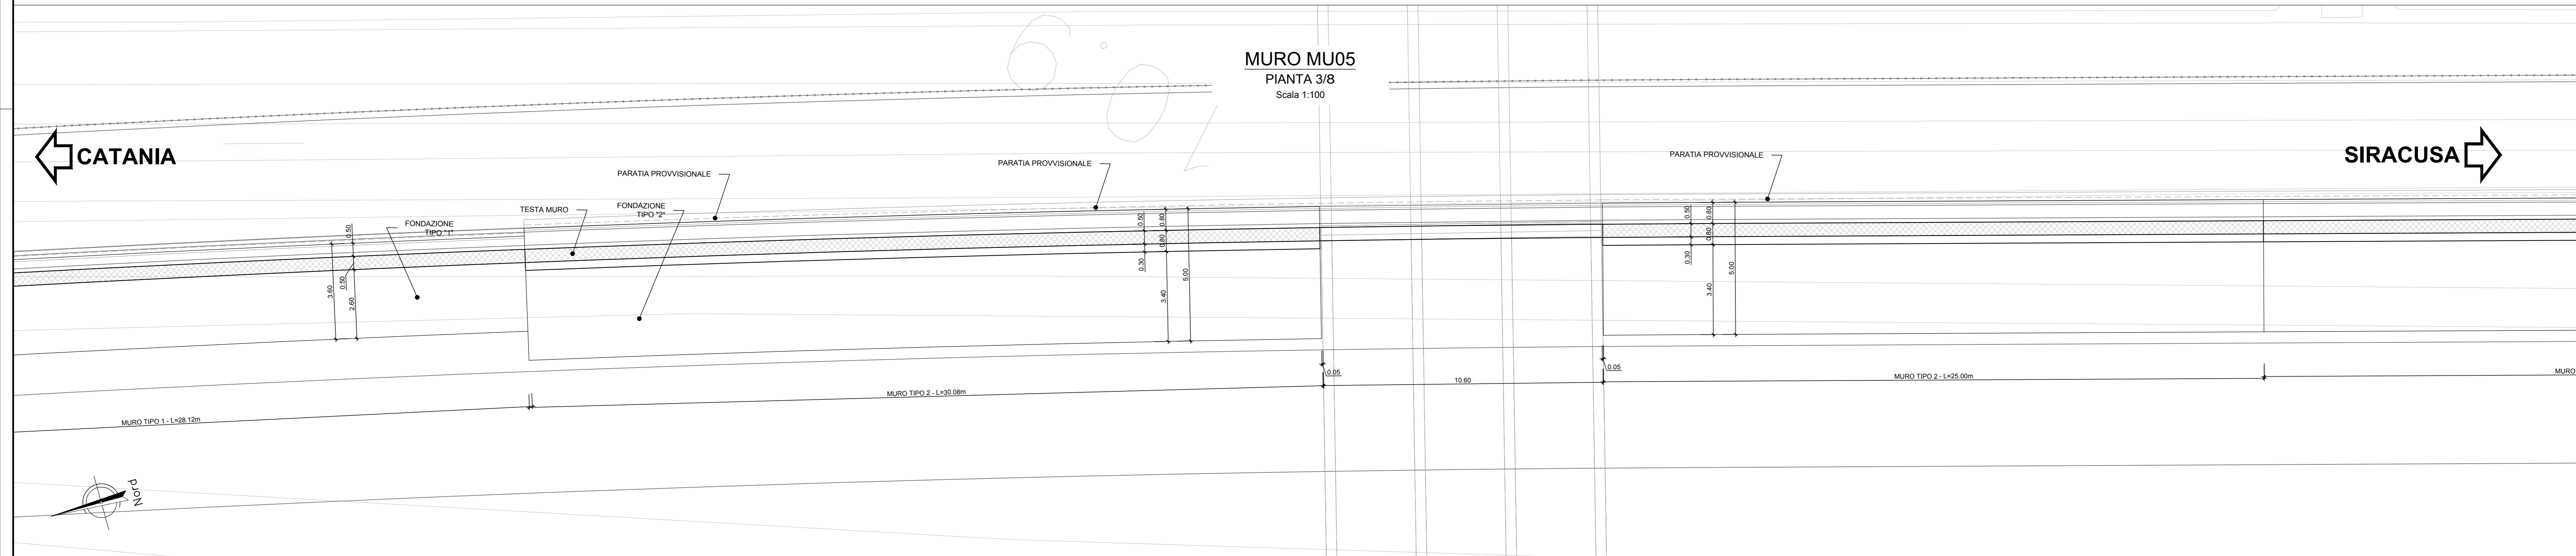 MURO MU05
PIANTA 3/8
Scala 1:100
CATANIA
SIRACUSA
PARATIA PROVVISIONALE
PARATIA PROVVISIONALE
PARATIA PROVVISIONALE
TESTA MURO
FONDAZIONE
TIPO "2"
FONDAZIONE
TIPO "1"
0.50
3.60
0.50
2.60
0.50
0.80
0.80
0.30
5.00
3.40
0.50
0.80
0.80
0.30
5.00
3.40
0.05
0.05
MURO TIPO 1 - L=28.12m
MURO TIPO 2 - L=30.08m
10.60
MURO TIPO 2 - L=25.00m
MURO
Nord